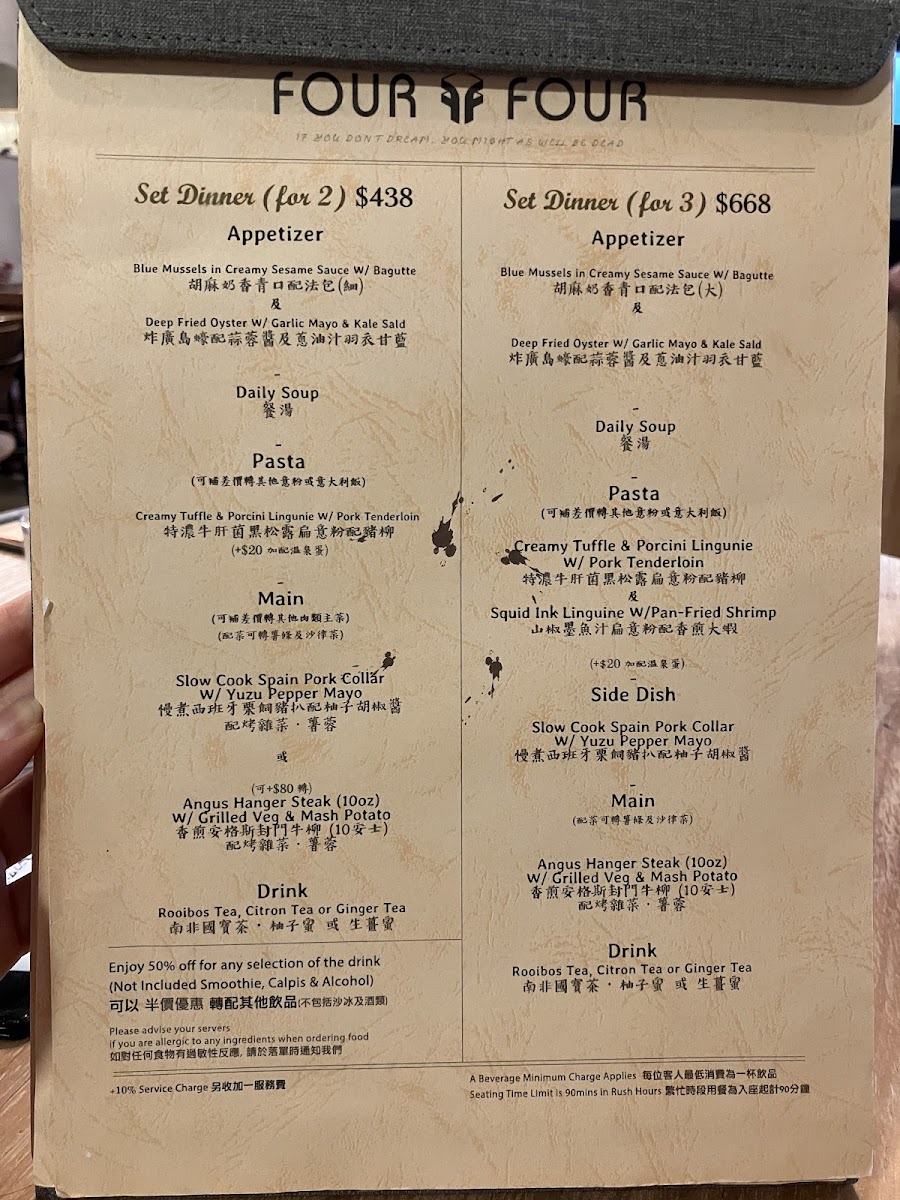 FOUR FOUR
IF YOU DON'T DREAM, YOU MIGHT AS WELL BE DEAD
Set Dinner (for 2) $438
Appetizer
Blue Mussels in Creamy Sesame Sauce W/ Bagutte
胡麻奶香青口配法包(細)
及
Deep Fried Oyster W/ Garlic Mayo & Kale Sald
炸廣島蠔配蒜蓉醬及蔥油汁羽衣甘藍
-
Daily Soup
餐湯
-
Pasta
(可補差價轉其他意粉或意大利飯)
Creamy Tuffle & Porcini Lingunie W/ Pork Tenderloin
特濃牛肝菌黑松露扁意粉配豬柳
(+$20 加配溫泉蛋)
-
Main
(可補差價轉其他肉類主菜)
(配菜可轉薯條及沙律菜)
Slow Cook Spain Pork Collar
W/ Yuzu Pepper Mayo
慢煮西班牙栗飼豬扒配柚子胡椒醬
配烤雜菜·薯蓉
或
(可+$80 轉)
Angus Hanger Steak (10oz)
W/ Grilled Veg & Mash Potato
香煎安格斯封門牛柳 (10安士)
配烤雜菜·薯蓉
Drink
Rooibos Tea, Citron Tea or Ginger Tea
南非國寶茶·柚子蜜 或 生薑蜜
Enjoy 50% off for any selection of the drink
(Not Included Smoothie, Calpis & Alcohol)
可以 半價優惠 轉配其他飲品(不包括沙冰及酒類)
Please advise your servers
if you are allergic to any ingredients when ordering food
如對任何食物有過敏性反應, 請於落單時通知我們
+10% Service Charge 另收加一服務費
Set Dinner (for 3) $668
Appetizer
Blue Mussels in Creamy Sesame Sauce W/ Bagutte
胡麻奶香青口配法包(大)
及
Deep Fried Oyster W/ Garlic Mayo & Kale Sald
炸廣島蠔配蒜蓉醬及蔥油汁羽衣甘藍
-
Daily Soup
餐湯
-
Pasta
(可補差價轉其他意粉或意大利飯)
Creamy Tuffle & Porcini Lingunie
W/ Pork Tenderloin
特濃牛肝菌黑松露扁意粉配豬柳
及
Squid Ink Linguine W/Pan-Fried Shrimp
山椒墨魚汁扁意粉配香煎大蝦
(+$20 加配溫泉蛋)
-
Side Dish
Slow Cook Spain Pork Collar
W/ Yuzu Pepper Mayo
慢煮西班牙栗飼豬扒配柚子胡椒醬
-
Main
(配菜可轉薯條及沙律菜)
Angus Hanger Steak (10oz)
W/ Grilled Veg & Mash Potato
香煎安格斯封門牛柳 (10安士)
配烤雜菜·薯蓉
Drink
Rooibos Tea, Citron Tea or Ginger Tea
南非國寶茶·柚子蜜 或 生薑蜜
A Beverage Minimum Charge Applies 每位客人最低消費為一杯飲品
Seating Time Limit is 90mins in Rush Hours 繁忙時段用餐為入座起計90分鐘